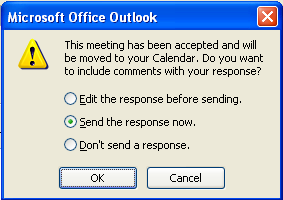 Microsoft Office Outlook
This meeting has been accepted and will
be moved to your Calendar. Do you want
to include comments with your response?
Edit the response before sending.
Send the response now.
Don't send a response.
OK
Cancel